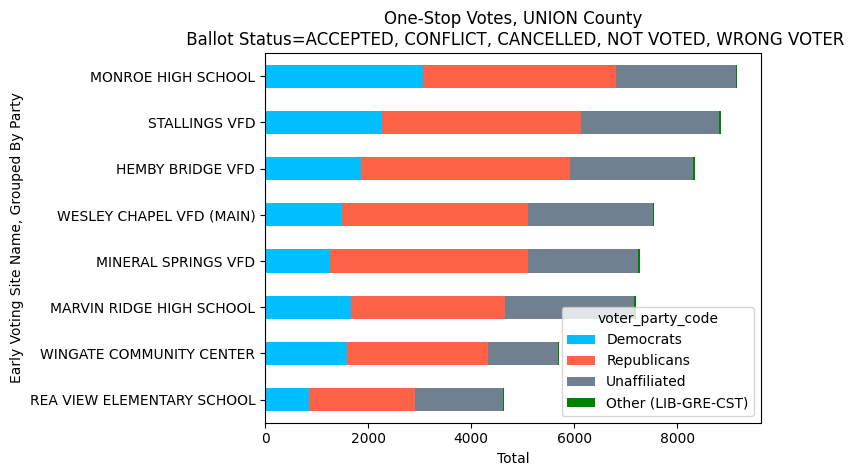 One-Stop Votes, UNION County
Ballot Status=ACCEPTED, CONFLICT, CANCELLED, NOT VOTED, WRONG VOTER
Early Voting Site Name, Grouped By Party
MONROE HIGH SCHOOL
STALLINGS VFD
HEMBY BRIDGE VFD
WESLEY CHAPEL VFD (MAIN)
MINERAL SPRINGS VFD
MARVIN RIDGE HIGH SCHOOL
WINGATE COMMUNITY CENTER
REA VIEW ELEMENTARY SCHOOL
voter_party_code
Democrats
Republicans
Unaffiliated
Other (LIB-GRE-CST)
0 2000 4000 6000 8000
Total